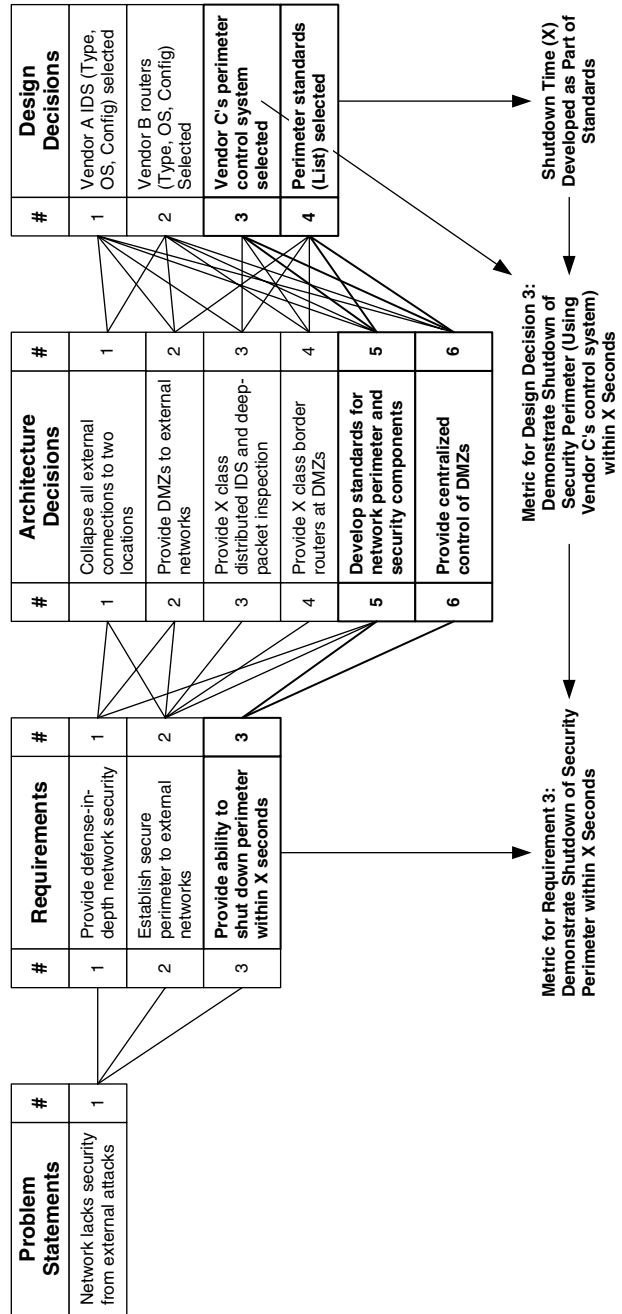 Problem
Statements
#
Network lacks security
from external attacks
1
#
Requirements
#
1
Provide defense-in-
depth network security
1
2
Establish secure
perimeter to external
networks
2
3
Provide ability to
shut down perimeter
within X seconds
3
#
Architecture
Decisions
#
1
Collapse all external
connections to two
locations
1
2
Provide DMZs to external
networks
2
3
Provide X class
distributed IDS and deep-
packet inspection
3
4
Provide X class border
routers at DMZs
4
5
Develop standards for
network perimeter and
security components
5
6
Provide centralized
control of DMZs
6
#
Design
Decisions
1
Vendor A IDS (Type,
OS, Config) selected
2
Vendor B routers
(Type, OS, Config)
Selected
3
Vendor C's perimeter
control system
selected
4
Perimeter standards
(List) selected
Metric for Requirement 3:
Demonstrate Shutdown of Security
Perimeter within X Seconds
Metric for Design Decision 3:
Demonstrate Shutdown of
Security Perimeter (Using
Vendor C's control system)
within X Seconds
Shutdown Time (X)
Developed as Part of
Standards